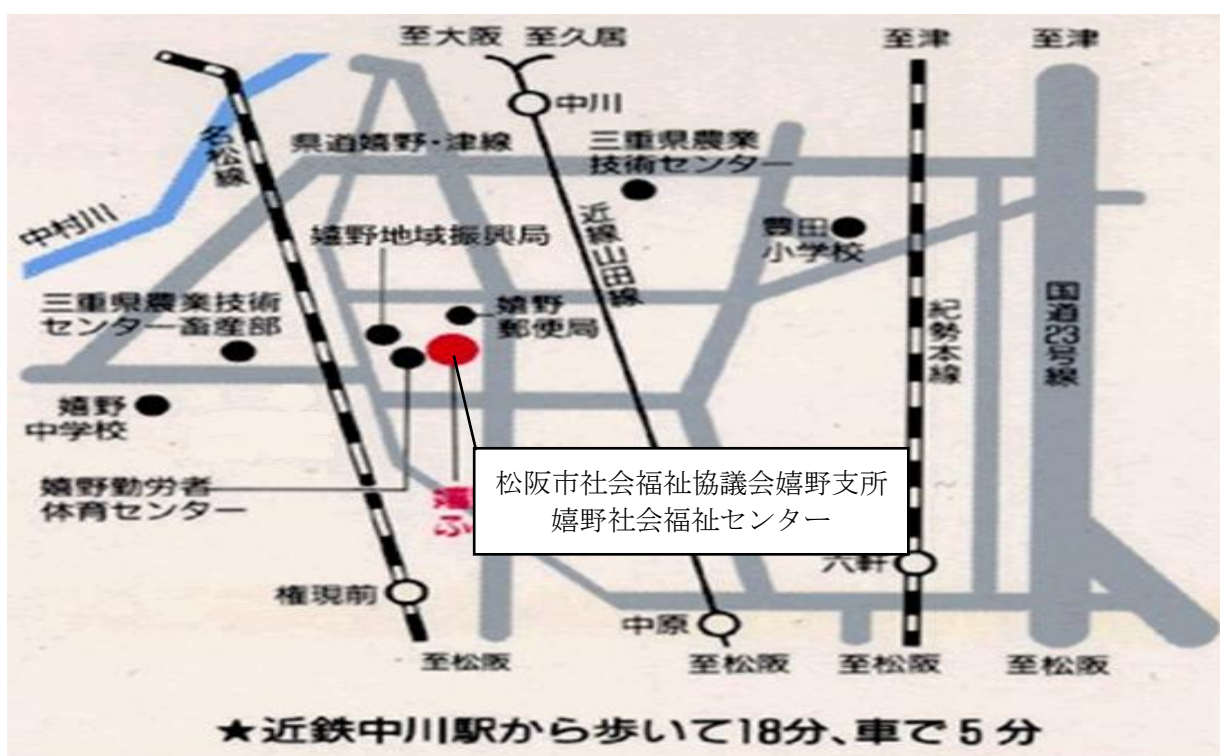 至大阪
至久居
至津
至津
中川
名松線
県道嬉野・津線
三重県農業
技術センター
中村川
近線山田線
嬉野地域振興局
豊田
小学校
三重県農業技術
センター畜産部
嬉野
郵便局
紀勢本線
国道23号線
嬉野
中学校
松阪市社会福祉協議会嬉野支所
嬉野社会福祉センター
嬉野勤労者
体育センター
六軒
権現前
中原
至松阪
至松阪
至松阪
至松阪
★近鉄中川駅から歩いて18分、車で5分